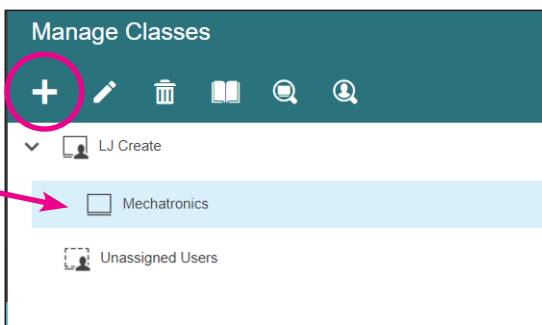 Manage Classes
LJ Create
Mechatronics
Unassigned Users